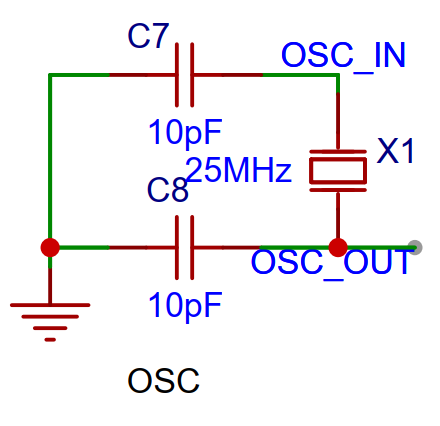 C7
OSC_IN
10pF
X1
25MHz
C8
OSC_OUT
10pF
OSC